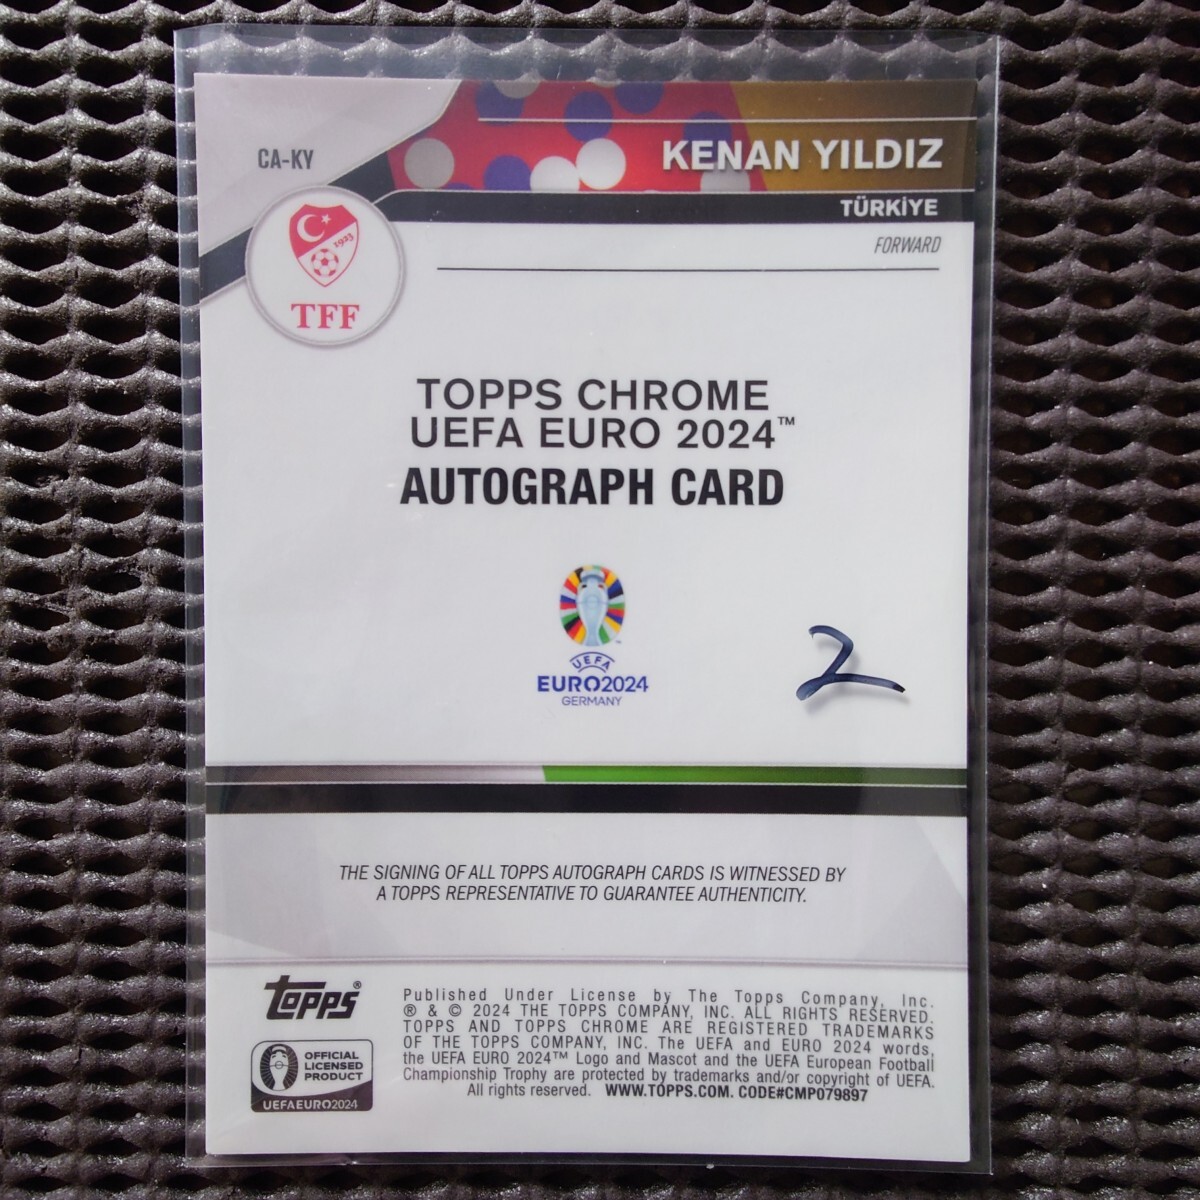 CA-KY
KENAN YILDIZ
TÜRKİYE
FORWARD
1923
TFF
TOPPS CHROME
UEFA EURO 2024™
AUTOGRAPH CARD
UEFA
EURO2024
GERMANY
2
THE SIGNING OF ALL TOPPS AUTOGRAPH CARDS IS WITNESSED BY
A TOPPS REPRESENTATIVE TO GUARANTEE AUTHENTICITY.
topps®
OFFICIAL
LICENSED
PRODUCT
UEFAEURO2024
Published Under License by The Topps Company, Inc.
® & © 2024 THE TOPPS COMPANY, INC. ALL RIGHTS RESERVED.
TOPPS AND TOPPS CHROME ARE REGISTERED TRADEMARKS
OF THE TOPPS COMPANY, INC. The UEFA and EURO 2024 words,
the UEFA EURO 2024™ Logo and Mascot and the UEFA European Football
Championship Trophy are protected by trademarks and/or copyright of UEFA.
All rights reserved. WWW.TOPPS.COM. CODE#CMP079897